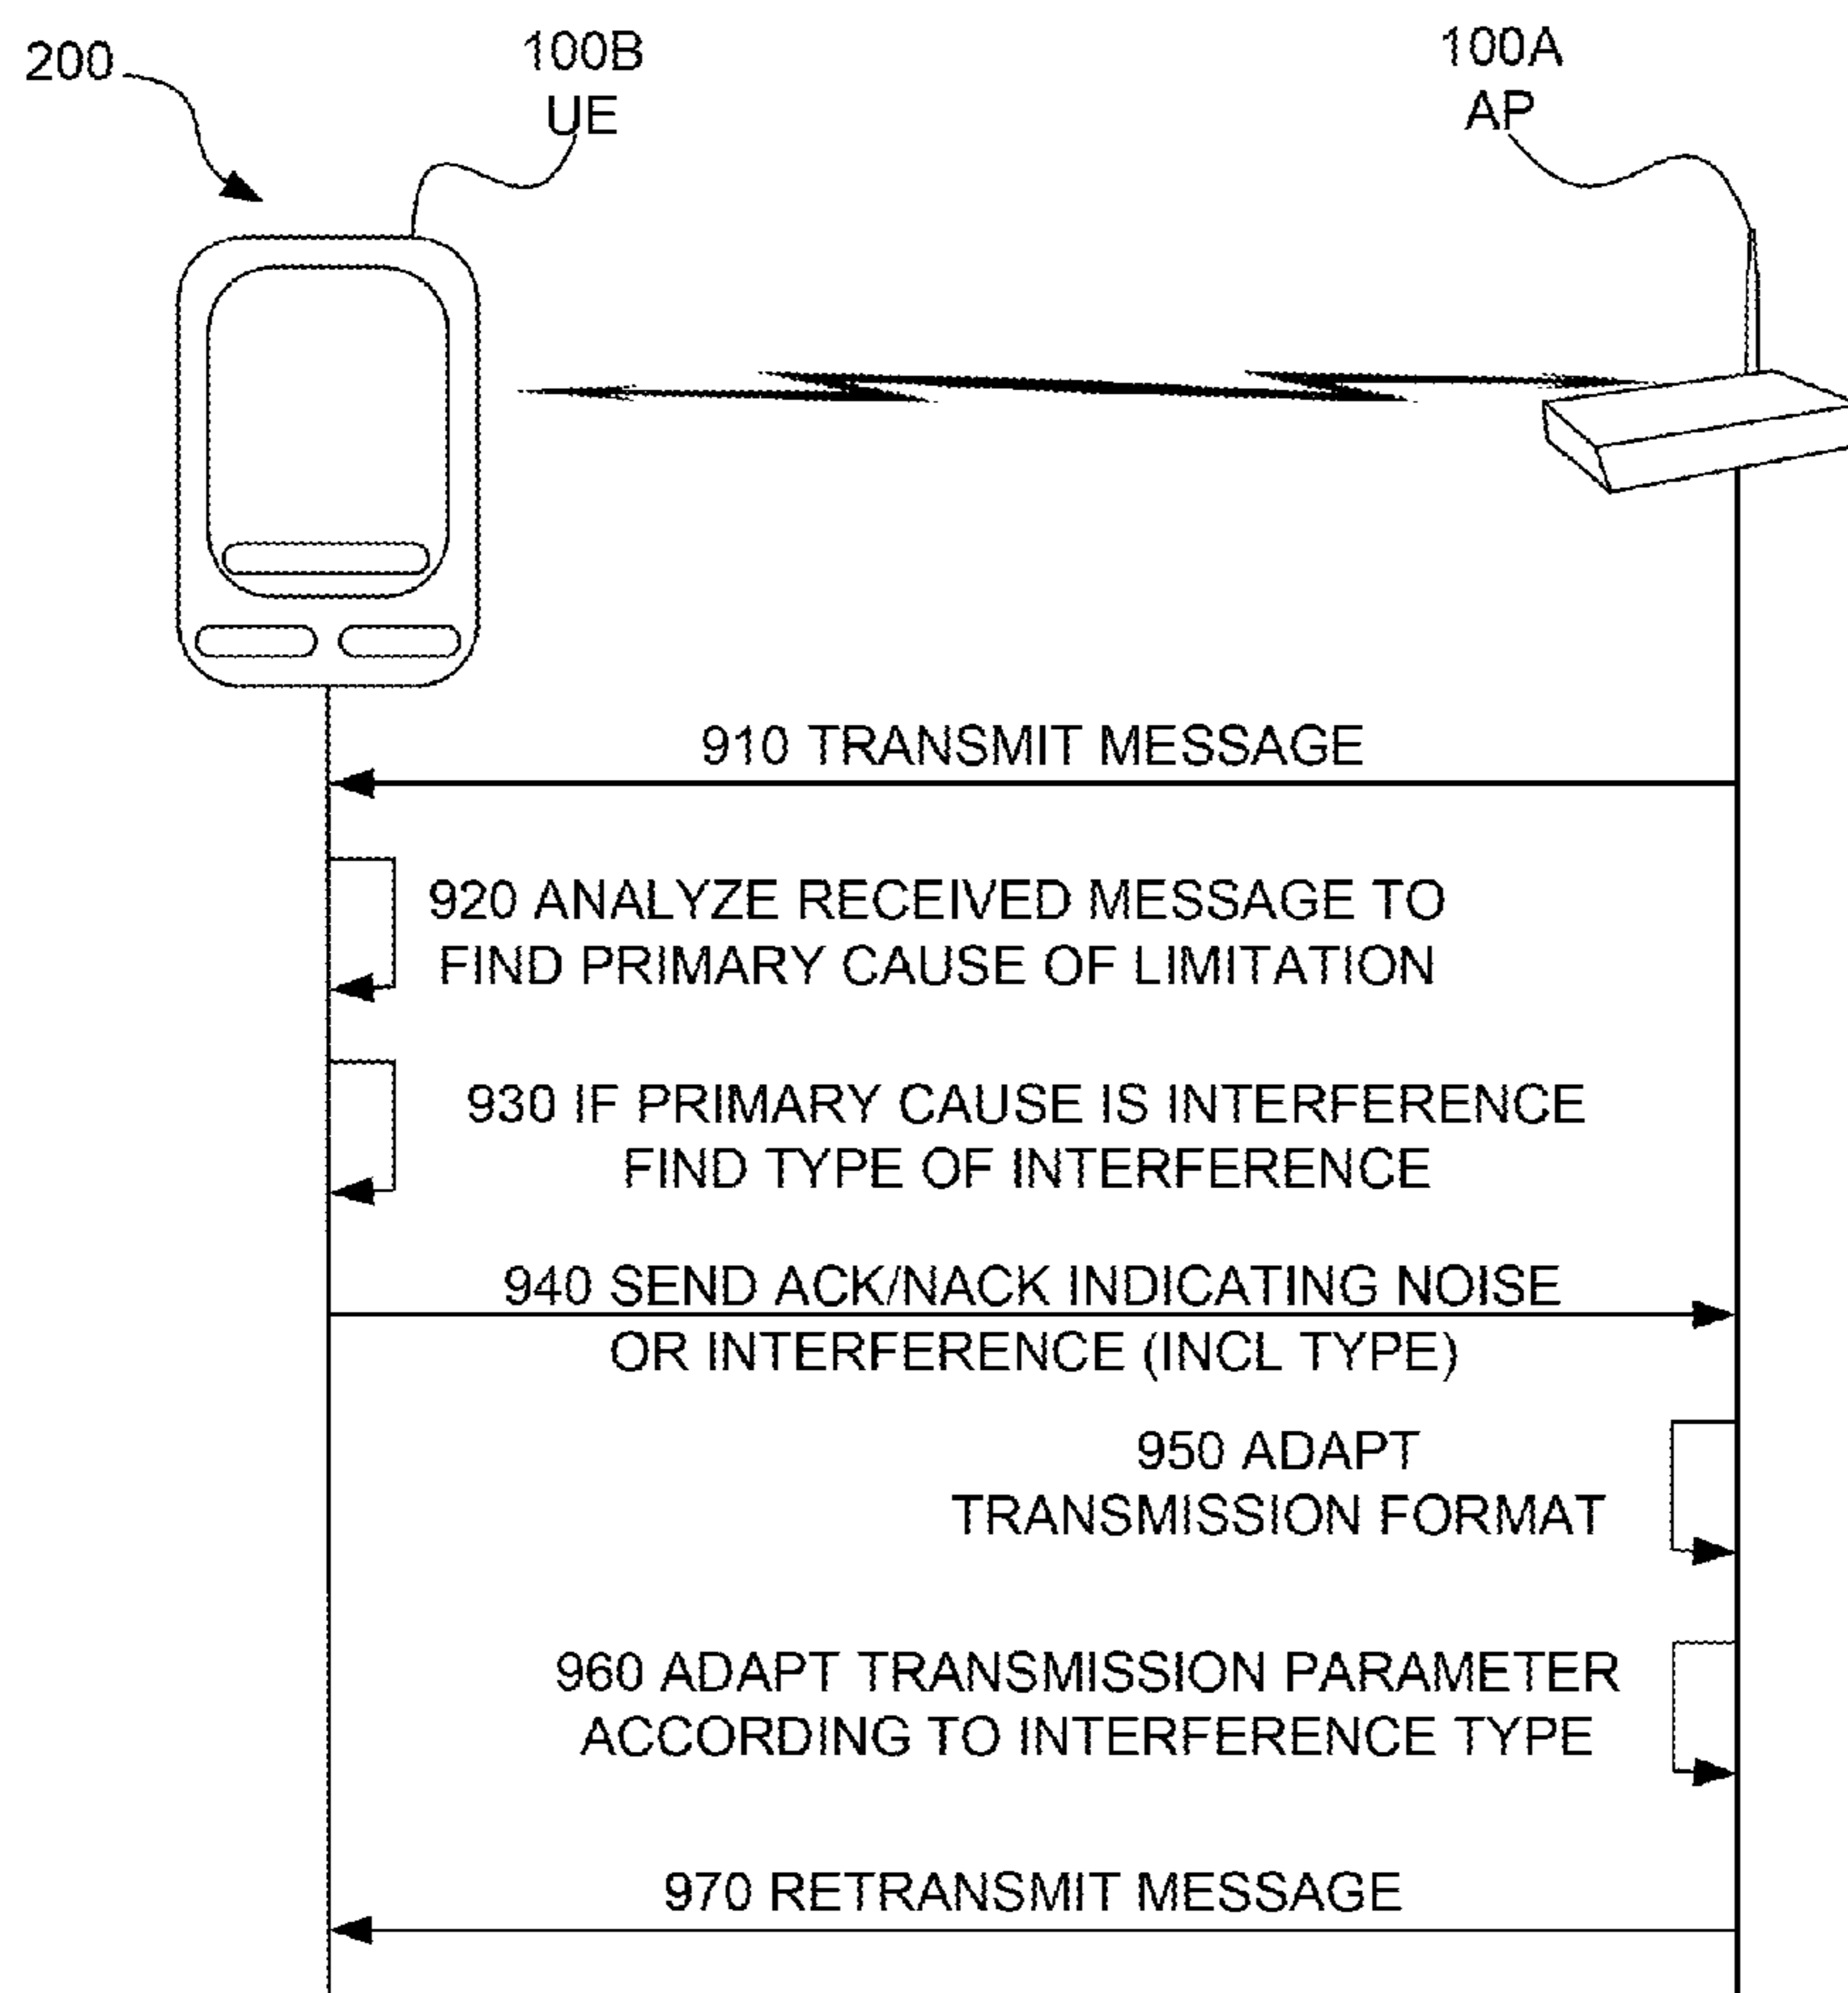 200
100B
UE
100A
AP
910 TRANSMIT MESSAGE
920 ANALYZE RECEIVED MESSAGE TO
FIND PRIMARY CAUSE OF LIMITATION
930 IF PRIMARY CAUSE IS INTERFERENCE
FIND TYPE OF INTERFERENCE
940 SEND ACK/NACK INDICATING NOISE
OR INTERFERENCE (INCL TYPE)
950 ADAPT
TRANSMISSION FORMAT
960 ADAPT TRANSMISSION PARAMETER
ACCORDING TO INTERFERENCE TYPE
970 RETRANSMIT MESSAGE